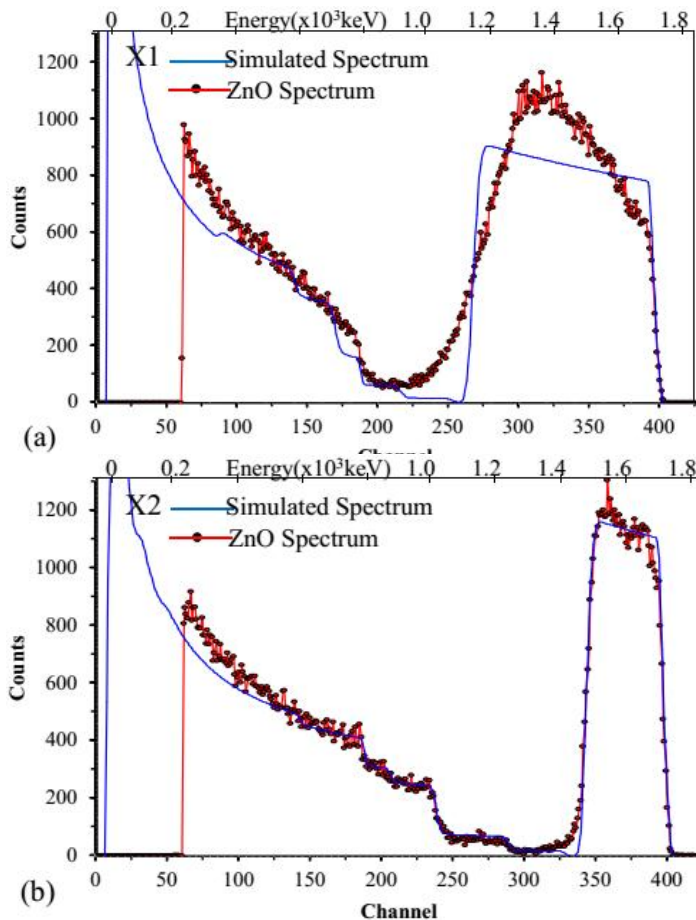 0 0.2 Energy(x10³keV) 1.0 1.2 1.4 1.6 1.8
X1 Simulated Spectrum
ZnO Spectrum
1200
1000
800
600
400
200
0
Counts
0 50 100 150 200 250 300 350 400
(a)
Channel
0 0.2 Energy(x10³keV) 1.0 1.2 1.4 1.6 1.8
X2 Simulated Spectrum
ZnO Spectrum
1200
1000
800
600
400
200
0
Counts
0 50 100 150 200 250 300 350 400
(b)
Channel